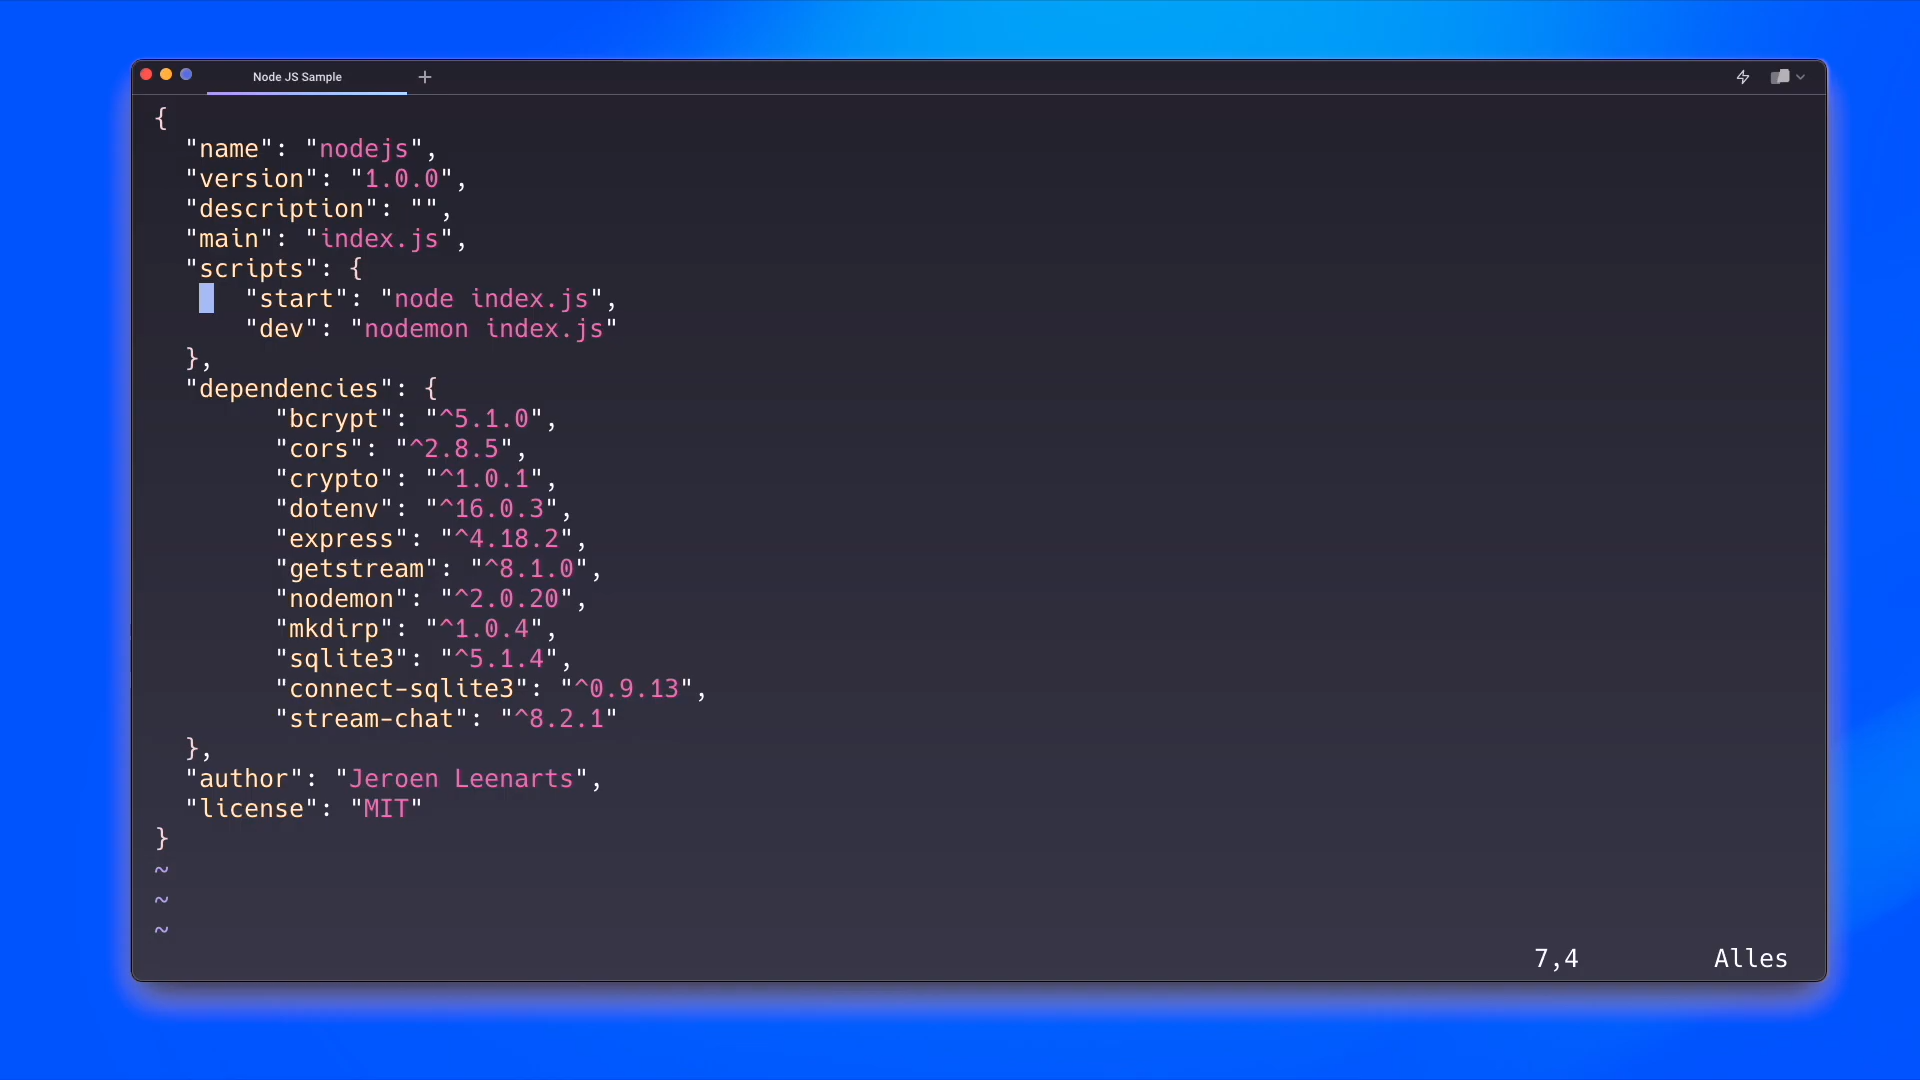 Node JS Sample
{
"name": "nodejs",
"version": "1.0.0",
"description": "",
"main": "index.js",
"scripts": {
"start": "node index.js",
"dev": "nodemon index.js"
},
"dependencies": {
"bcrypt": "^5.1.0",
"cors": "^2.8.5",
"crypto": "^1.0.1",
"dotenv": "^16.0.3",
"express": "^4.18.2",
"getstream": "^8.1.0",
"nodemon": "^2.0.20",
"mkdirp": "^1.0.4",
"sqlite3": "^5.1.4",
"connect-sqlite3": "^0.9.13",
"stream-chat": "^8.2.1"
},
"author": "Jeroen Leenarts",
"license": "MIT"
}
~
~
~
7,4 Alles